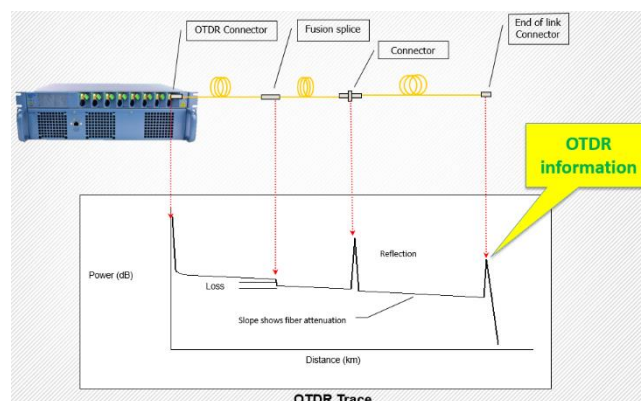 OTDR Connector
Fusion splice
Connector
End of link
Connector
OTDR
information
Power (dB)
Loss
Reflection
Slope shows fiber attenuation
Distance (km)
OTDR Trace